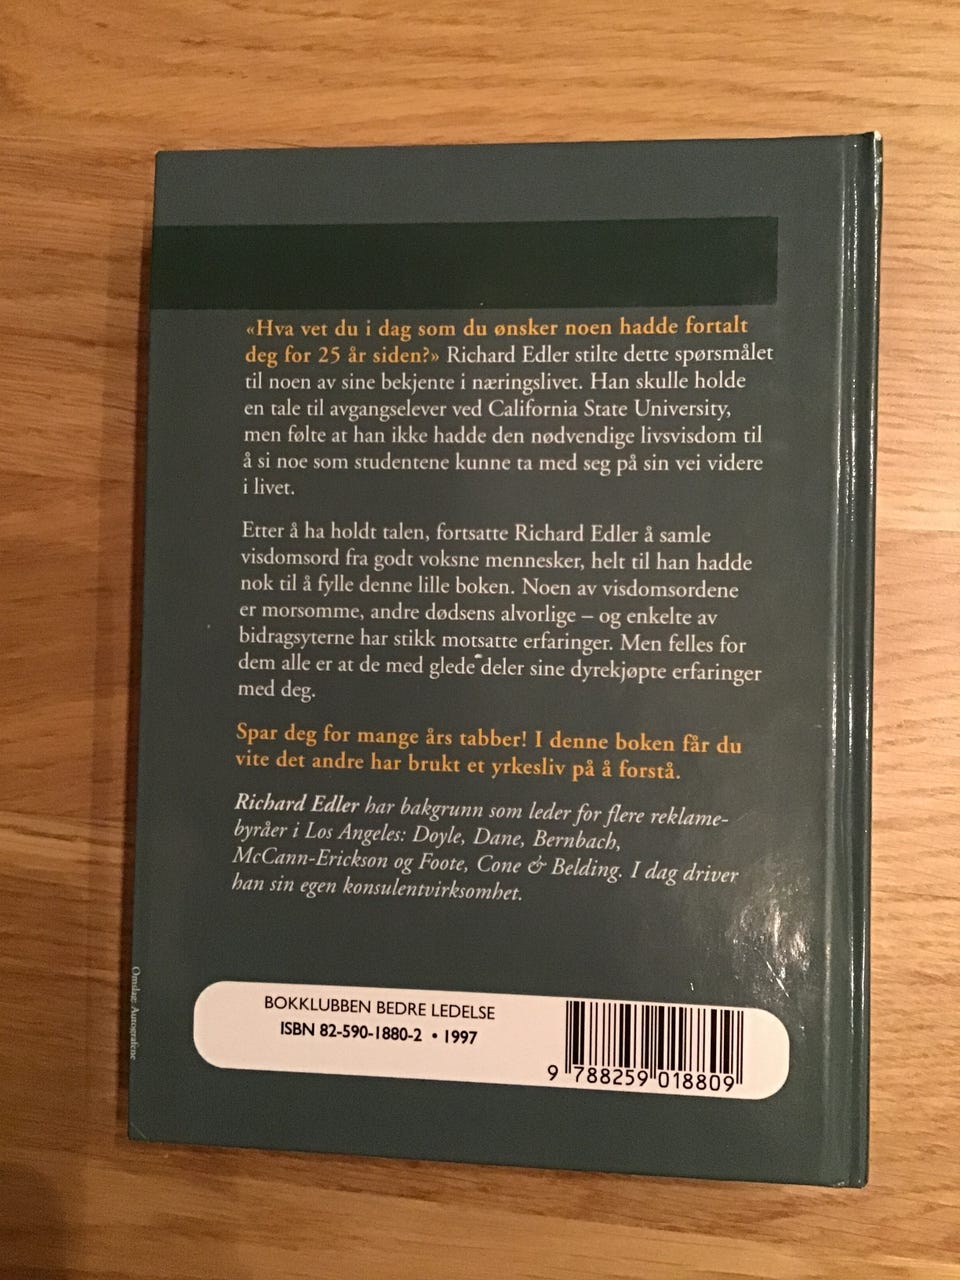 «Hva vet du i dag som du ønsker noen hadde fortalt
deg for 25 år siden?» Richard Edler stilte dette spørsmålet
til noen av sine bekjente i næringslivet. Han skulle holde
en tale til avgangselever ved California State University,
men følte at han ikke hadde den nødvendige livsvisdom til
å si noe som studentene kunne ta med seg på sin vei videre
i livet.
Etter å ha holdt talen, fortsatte Richard Edler å samle
visdomsord fra godt voksne mennesker, helt til han hadde
nok til å fylle denne lille boken. Noen av visdomsordene
er morsomme, andre dødsens alvorlige – og enkelte av
bidragsyterne har stikk motsatte erfaringer. Men felles for
dem alle er at de med glede deler sine dyrekjøpte erfaringer
med deg.
Spar deg for mange års tabber! I denne boken får du
vite det andre har brukt et yrkesliv på å forstå.
Richard Edler har bakgrunn som leder for flere reklame-
byråer i Los Angeles: Doyle, Dane, Bernbach,
McCann-Erickson og Foote, Cone & Belding. I dag driver
han sin egen konsulentvirksomhet.
Omslag: Autografene
BOKKLUBBEN BEDRE LEDELSE
ISBN 82-590-1880-2 • 1997
9 788259 018809